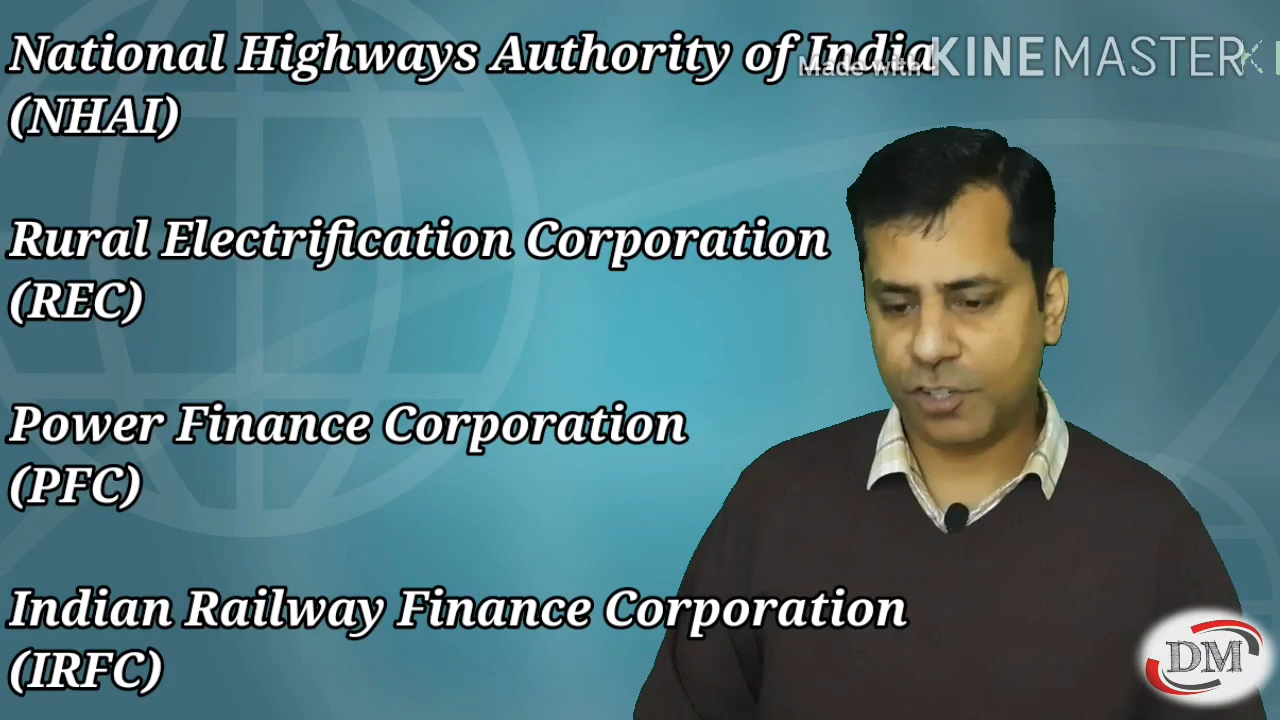 National Highways Authority of India
(NHAI)
Made with KINEMASTER
Rural Electrification Corporation
(REC)
Power Finance Corporation
(PFC)
Indian Railway Finance Corporation
(IRFC)
DM